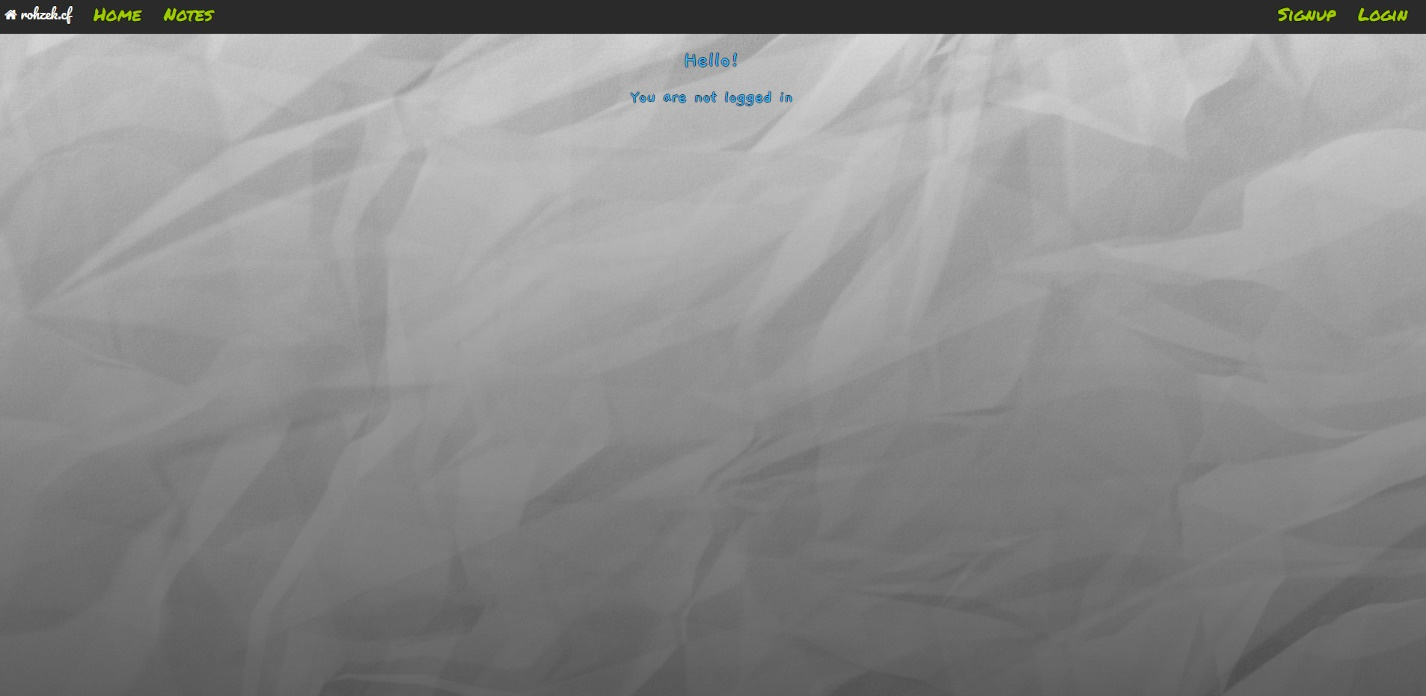 rohzek.cf Home Notes Signup Login
Hello!
You are not logged in